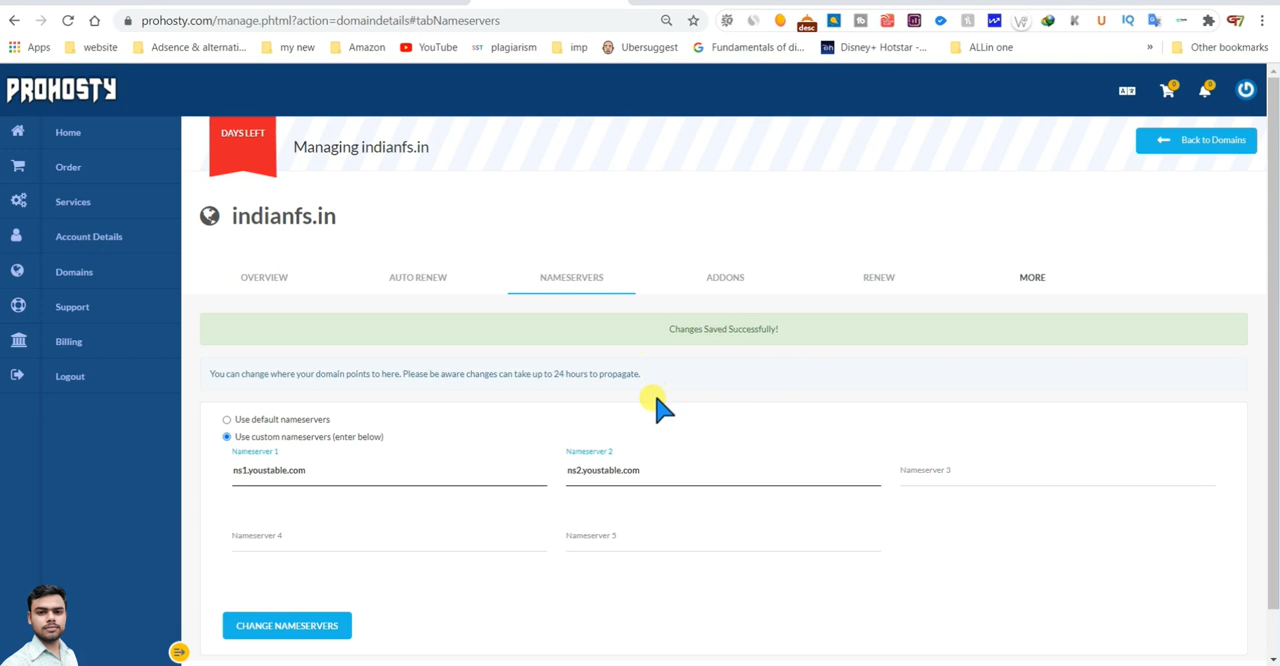 prohosty.com/manage.phtml?action=domaindetails#tabNameservers
desc
IQ
Apps
website
Adsence & alternati...
my new
Amazon
YouTube
SST plagiarism
imp
Ubersuggest
Fundamentals of di...
Disney+ Hotstar -...
ALLin one
»
Other bookmarks
PROHOSTY
0
0
Home
Order
Services
Account Details
Domains
Support
Billing
Logout
DAYS LEFT
Managing indianfs.in
Back to Domains
indianfs.in
OVERVIEW
AUTO RENEW
NAMESERVERS
ADDONS
RENEW
MORE
Changes Saved Successfully!
You can change where your domain points to here. Please be aware changes can take up to 24 hours to propagate.
Use default nameservers
Use custom nameservers (enter below)
Nameserver 1
Nameserver 2
ns1.youstable.com
ns2.youstable.com
Nameserver 3
Nameserver 4
Nameserver 5
CHANGE NAMESERVERS